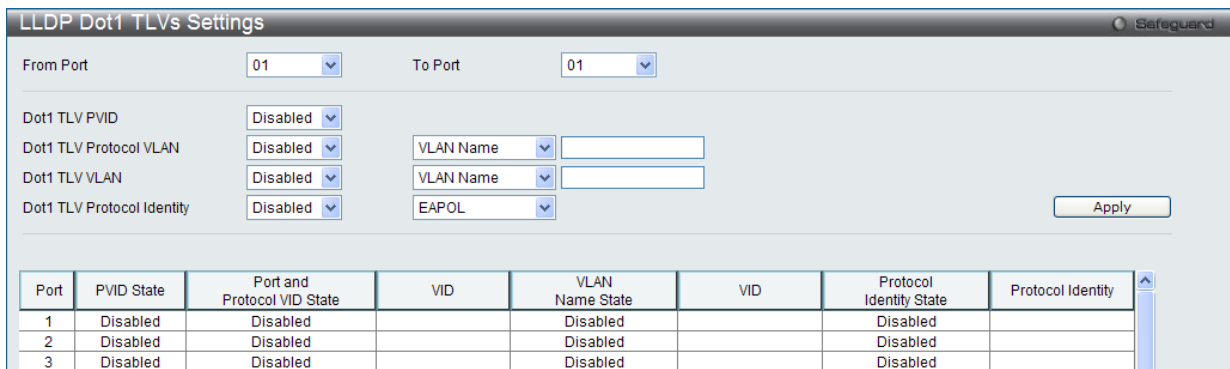 LLDP Dot1 TLVs Settings Safeguard
From Port 01 To Port 01
Dot1 TLV PVID Disabled
Dot1 TLV Protocol VLAN Disabled VLAN Name
Dot1 TLV VLAN Disabled VLAN Name
Dot1 TLV Protocol Identity Disabled EAPOL Apply
Port PVID State Port and Protocol VID State VID VLAN Name State VID Protocol Identity State Protocol Identity
1 Disabled Disabled Disabled Disabled
2 Disabled Disabled Disabled Disabled
3 Disabled Disabled Disabled Disabled